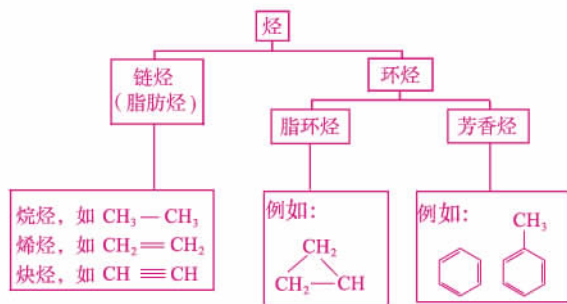 烃
链烃
（脂肪烃）
环烃
脂环烃
芳香烃
烷烃，如 CH₃—CH₃
烯烃，如 CH₂═CH₂
炔烃，如 CH≡CH
例如：
CH₂
CH₂—CH
例如：
CH₃